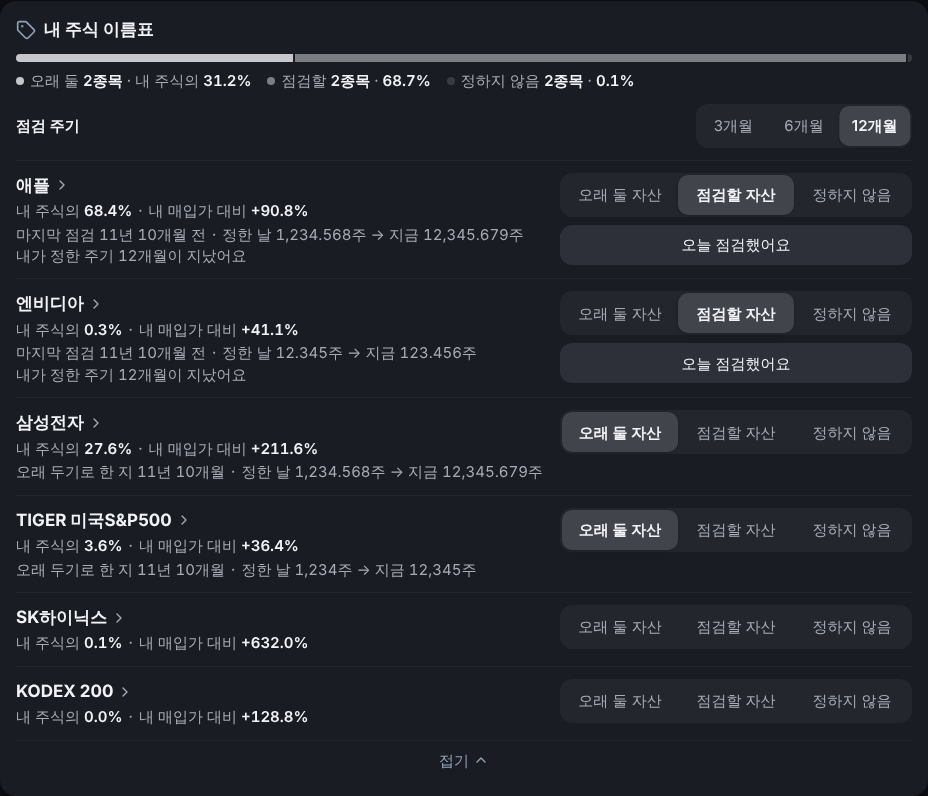 내 주식 이름표
오래 둘 2종목 · 내 주식의 31.2% 점검할 2종목 · 68.7% 정하지 않음 2종목 · 0.1%
점검 주기
3개월 6개월 12개월
애플
내 주식의 68.4% · 내 매입가 대비 +90.8%
마지막 점검 11년 10개월 전 · 정한 날 1,234.568주 → 지금 12,345.679주
내가 정한 주기 12개월이 지났어요
오래 둘 자산 점검할 자산 정하지 않음
오늘 점검했어요
엔비디아
내 주식의 0.3% · 내 매입가 대비 +41.1%
마지막 점검 11년 10개월 전 · 정한 날 12.345주 → 지금 123.456주
내가 정한 주기 12개월이 지났어요
오래 둘 자산 점검할 자산 정하지 않음
오늘 점검했어요
삼성전자
내 주식의 27.6% · 내 매입가 대비 +211.6%
오래 두기로 한 지 11년 10개월 · 정한 날 1,234.568주 → 지금 12,345.679주
오래 둘 자산 점검할 자산 정하지 않음
TIGER 미국S&P500
내 주식의 3.6% · 내 매입가 대비 +36.4%
오래 두기로 한 지 11년 10개월 · 정한 날 1,234주 → 지금 12,345주
오래 둘 자산 점검할 자산 정하지 않음
SK하이닉스
내 주식의 0.1% · 내 매입가 대비 +632.0%
오래 둘 자산 점검할 자산 정하지 않음
KODEX 200
내 주식의 0.0% · 내 매입가 대비 +128.8%
오래 둘 자산 점검할 자산 정하지 않음
접기